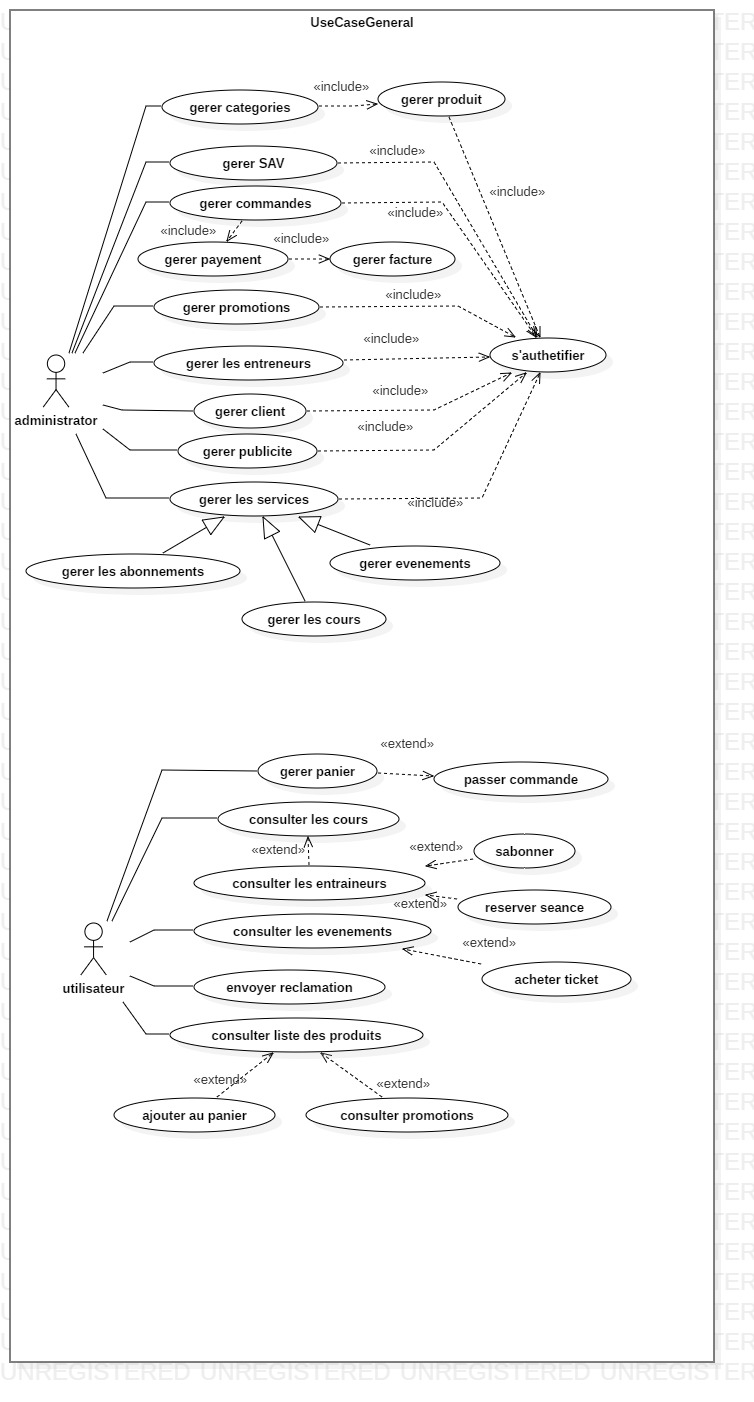 UseCaseGeneral
«include»
gerer categories
gerer produit
gerer SAV
«include»
«include»
gerer commandes
«include»
«include»
«include»
gerer payement
gerer facture
gerer promotions
«include»
«include»
s'authetifier
gerer les entreneurs
«include»
gerer client
administrator
«include»
gerer publicite
gerer les services
«include»
gerer les abonnements
gerer evenements
gerer les cours
«extend»
gerer panier
passer commande
consulter les cours
«extend»
«extend»
sabonner
consulter les entraineurs
«extend»
reserver seance
consulter les evenements
«extend»
acheter ticket
utilisateur
envoyer reclamation
consulter liste des produits
«extend»
«extend»
ajouter au panier
consulter promotions
UNREGISTERED UNREGISTERED UNREGISTERED UNREGISTER